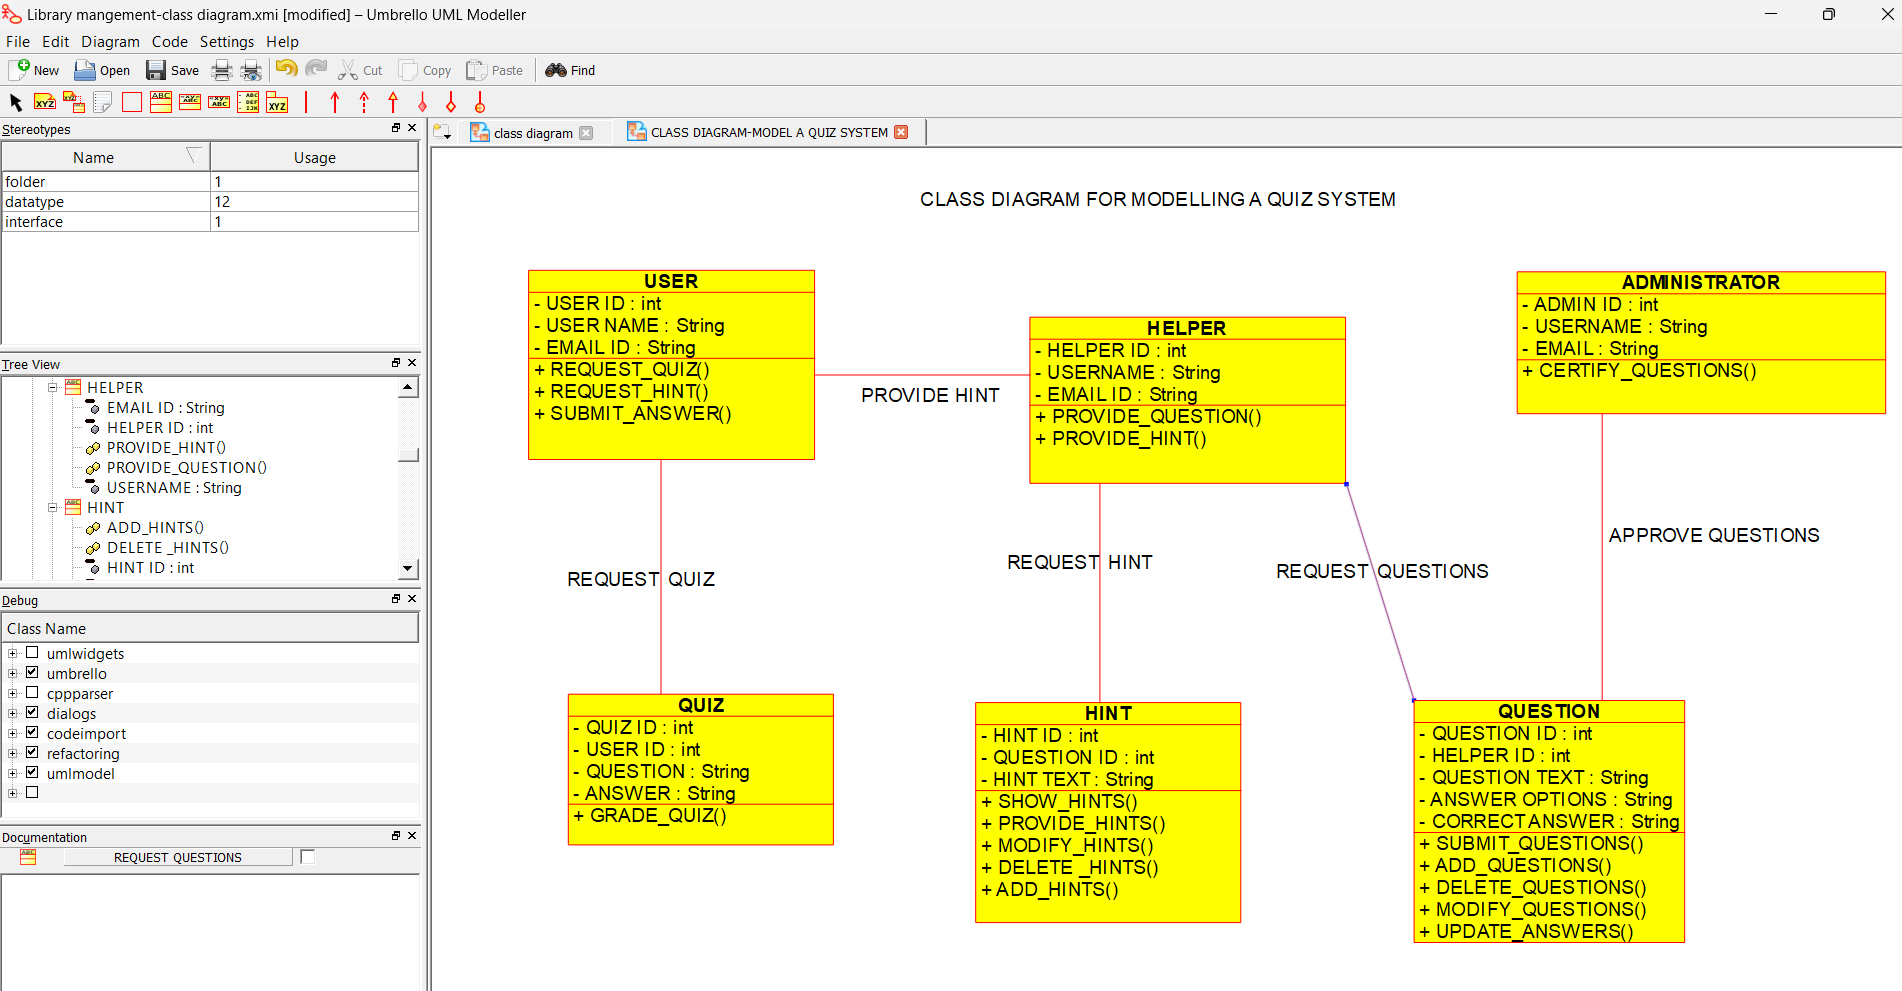 Library mangement-class diagram.xmi [modified] – Umbrello UML Modeller
File Edit Diagram Code Settings Help
New Open Save Cut Copy Paste Find
Stereotypes
Name Usage
folder 1
datatype 12
interface 1
Tree View
HELPER
EMAIL ID : String
HELPER ID : int
PROVIDE_HINT()
PROVIDE_QUESTION()
USERNAME : String
HINT
ADD_HINTS()
DELETE _HINTS()
HINT ID : int
Debug
Class Name
umlwidgets
umbrello
cppparser
dialogs
codeimport
refactoring
umlmodel
Documentation
REQUEST QUESTIONS
class diagram
CLASS DIAGRAM-MODEL A QUIZ SYSTEM
CLASS DIAGRAM FOR MODELLING A QUIZ SYSTEM
USER
- USER ID : int
- USER NAME : String
- EMAIL ID : String
+ REQUEST_QUIZ()
+ REQUEST_HINT()
+ SUBMIT_ANSWER()
PROVIDE HINT
HELPER
- HELPER ID : int
- USERNAME : String
- EMAIL ID : String
+ PROVIDE_QUESTION()
+ PROVIDE_HINT()
ADMINISTRATOR
- ADMIN ID : int
- USERNAME : String
- EMAIL : String
+ CERTIFY_QUESTIONS()
REQUEST QUIZ
REQUEST HINT
REQUEST QUESTIONS
APPROVE QUESTIONS
QUIZ
- QUIZ ID : int
- USER ID : int
- QUESTION : String
- ANSWER : String
+ GRADE_QUIZ()
HINT
- HINT ID : int
- QUESTION ID : int
- HINT TEXT : String
+ SHOW_HINTS()
+ PROVIDE_HINTS()
+ MODIFY_HINTS()
+ DELETE _HINTS()
+ ADD_HINTS()
QUESTION
- QUESTION ID : int
- HELPER ID : int
- QUESTION TEXT : String
- ANSWER OPTIONS : String
- CORRECT ANSWER : String
+ SUBMIT_QUESTIONS()
+ ADD_QUESTIONS()
+ DELETE_QUESTIONS()
+ MODIFY_QUESTIONS()
+ UPDATE_ANSWERS()